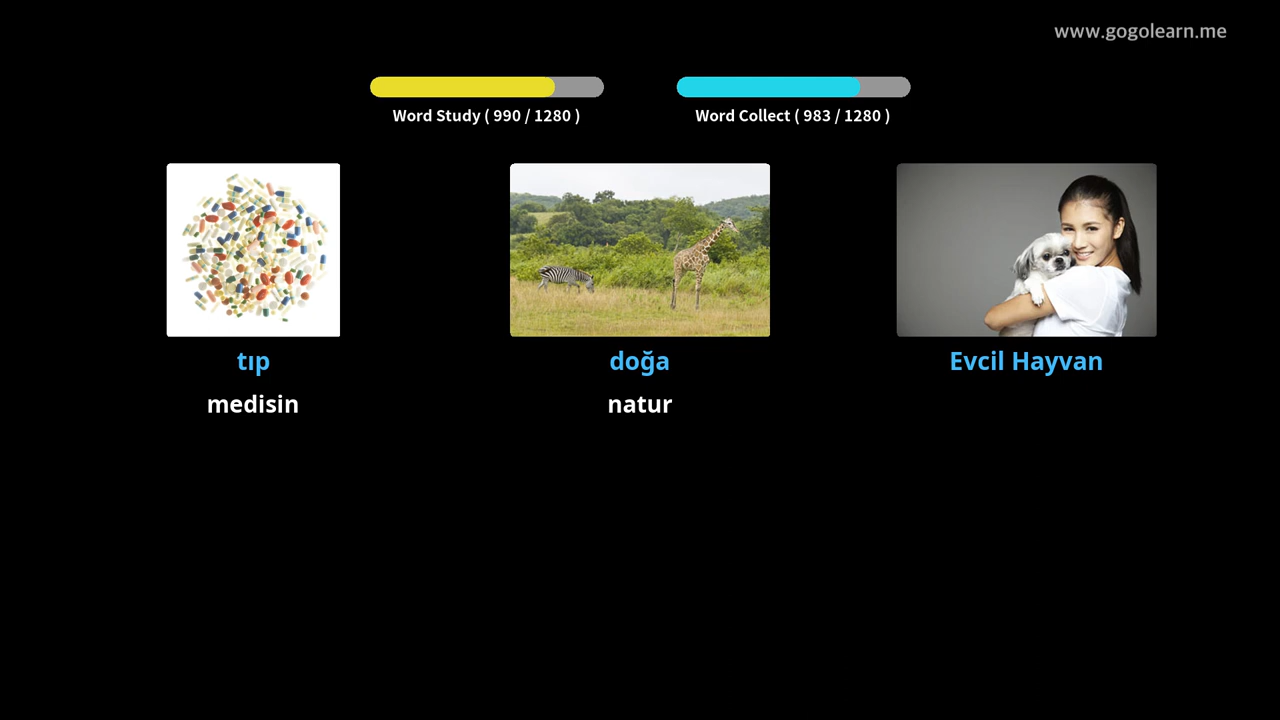 www.gogolearn.me
Word Study ( 990 / 1280 )
Word Collect ( 983 / 1280 )
tıp
doğa
Evcil Hayvan
medisin
natur